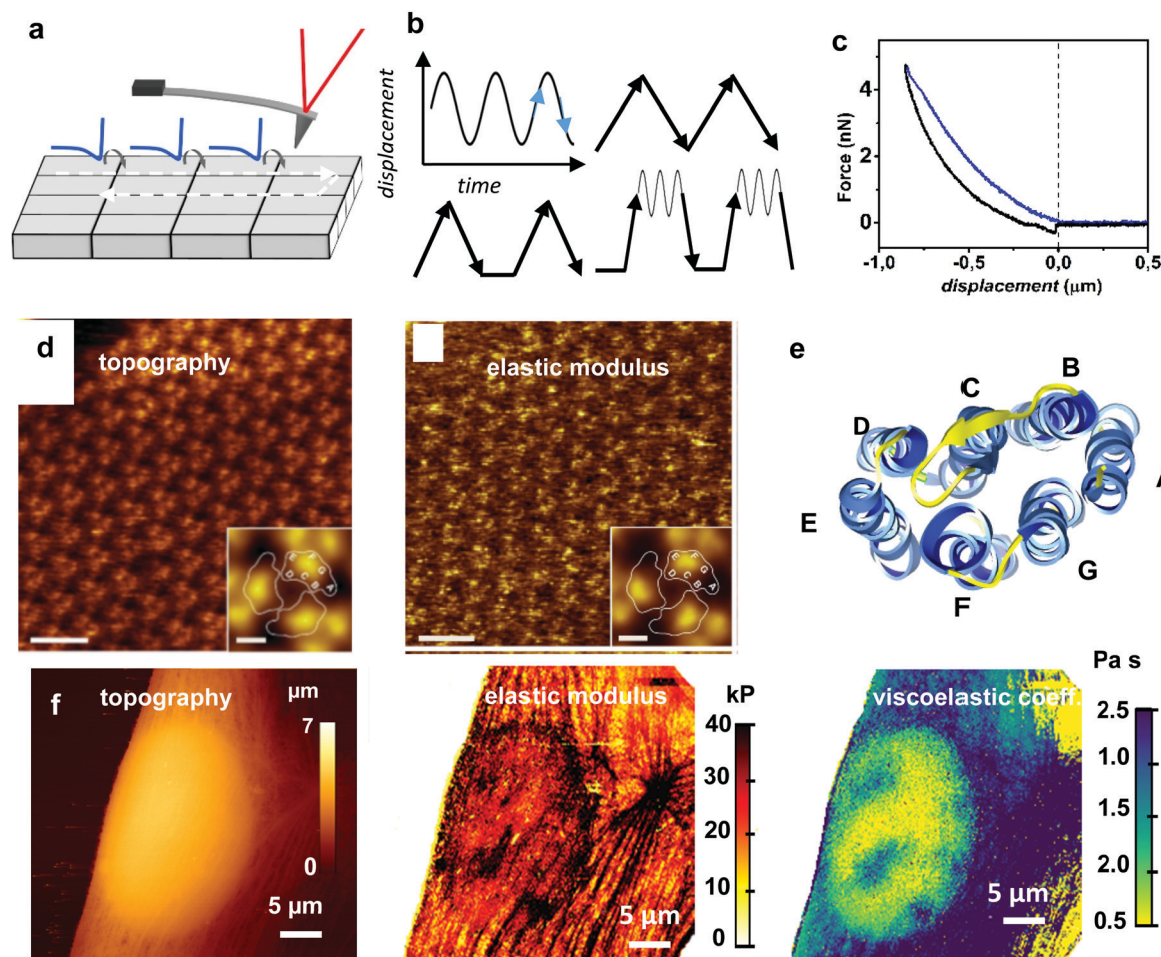 a
b
displacement
time
c
Force (nN)
4
2
0
-1,0
-0,5
0,0
0,5
displacement (µm)
d
topography
elastic modulus
E F G
D C B A
E F G
D C B A
e
A
B
C
D
E
F
G
f
topography
µm
7
0
5 µm
elastic modulus
kP
40
30
20
10
0
5 µm
viscoelastic coeff.
Pa s
2.5
1.0
1.5
2.0
0.5
5 µm